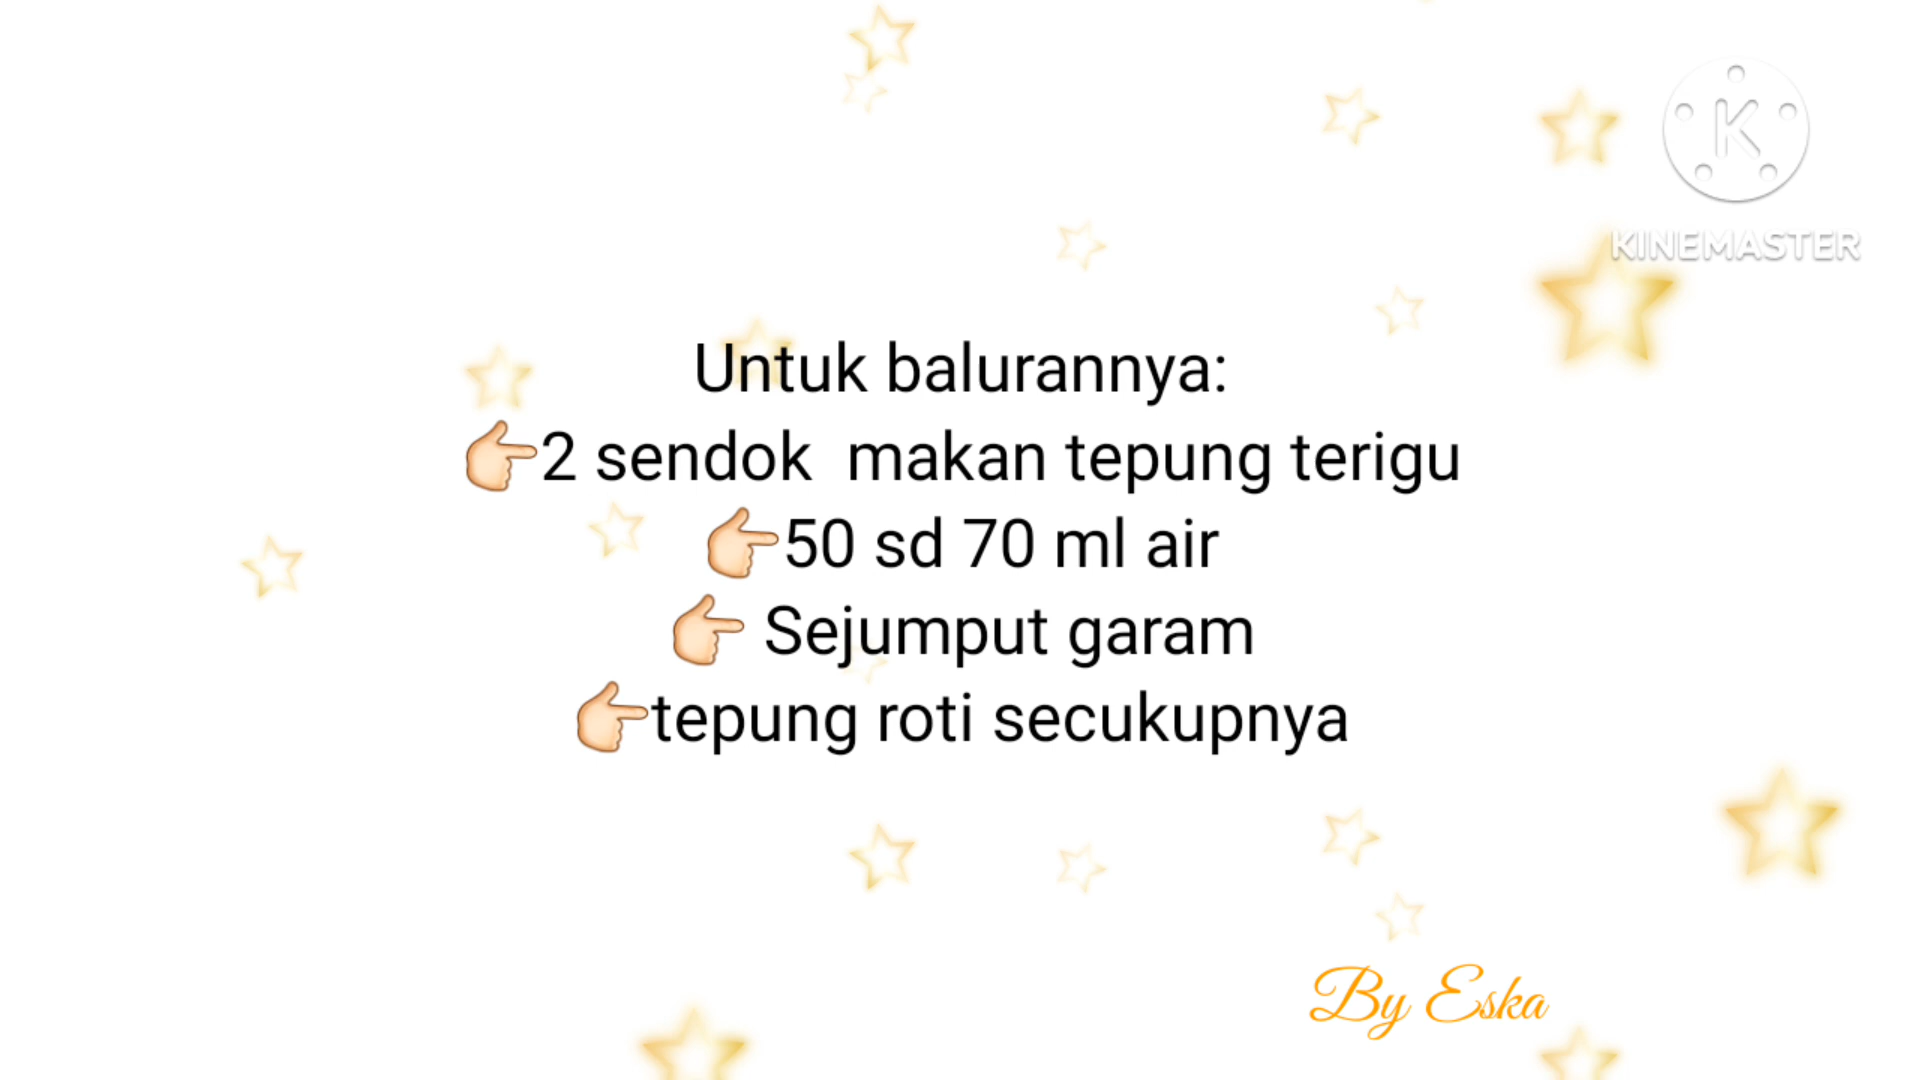 K
KINEMASTER
Untuk balurannya:
👉🏻2 sendok  makan tepung terigu
👉🏻50 sd 70 ml air
👉🏻 Sejumput garam
👉🏻tepung roti secukupnya
By Eska